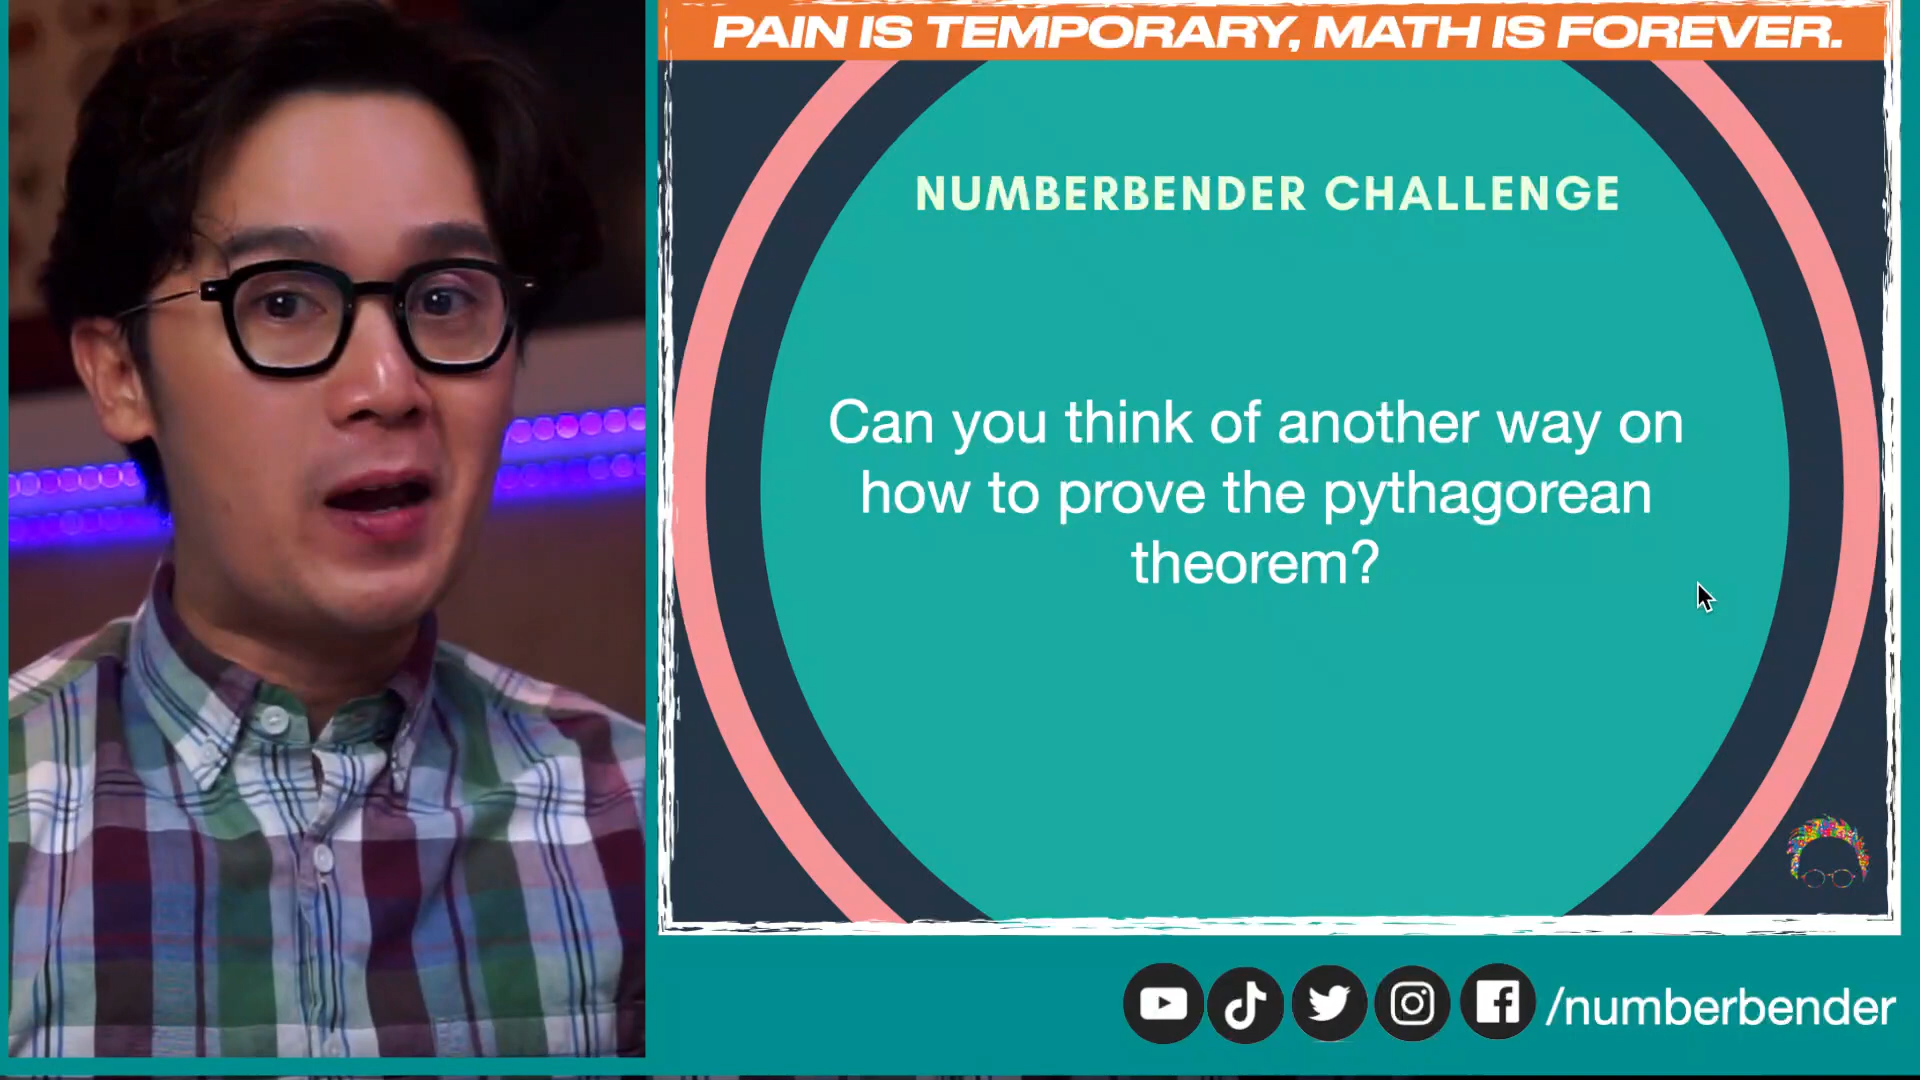 PAIN IS TEMPORARY, MATH IS FOREVER.
NUMBERBENDER CHALLENGE
Can you think of another way on
how to prove the pythagorean
theorem?
/numberbender